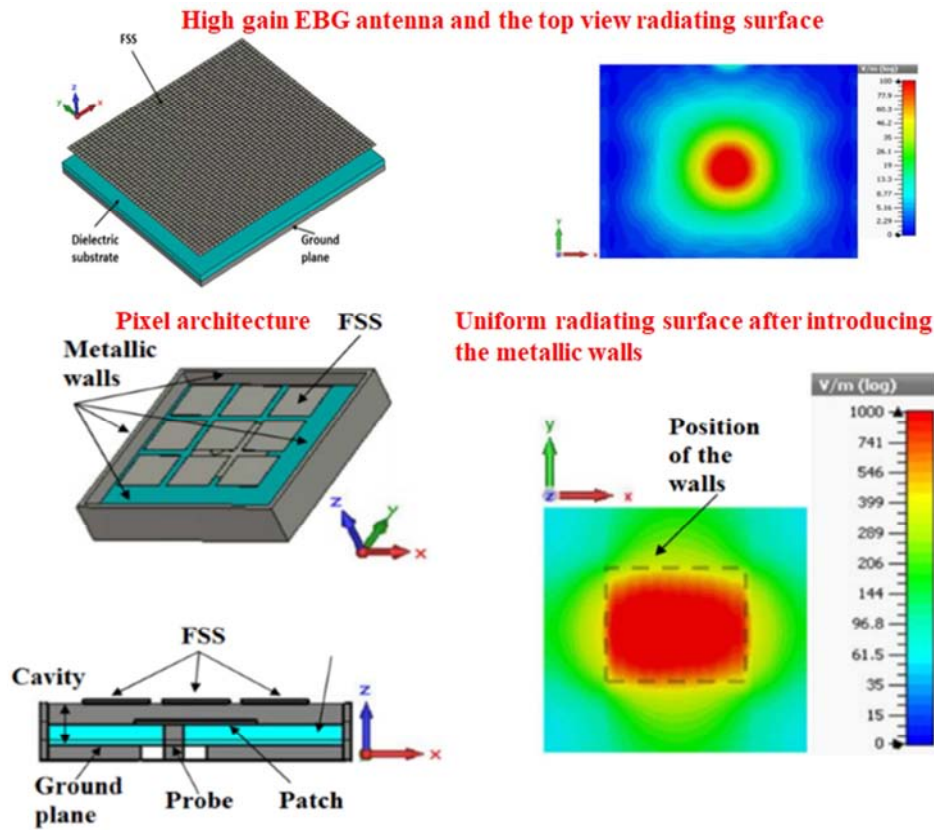 High gain EBG antenna and the top view radiating surface
FSS
z
y
x
Dielectric
substrate
Ground
plane
V/m (log)
100
77.9
60.3
46.2
35
26.1
19
13.3
8.77
5.16
2.29
0
y
x
Pixel architecture
FSS
Metallic
walls
z
y
x
Uniform radiating surface after introducing
the metallic walls
V/m (log)
1000
741
546
399
289
206
144
96.8
61.5
35
15
0
y
z
x
Position
of the
walls
FSS
Cavity
z
x
Ground
plane
Probe
Patch